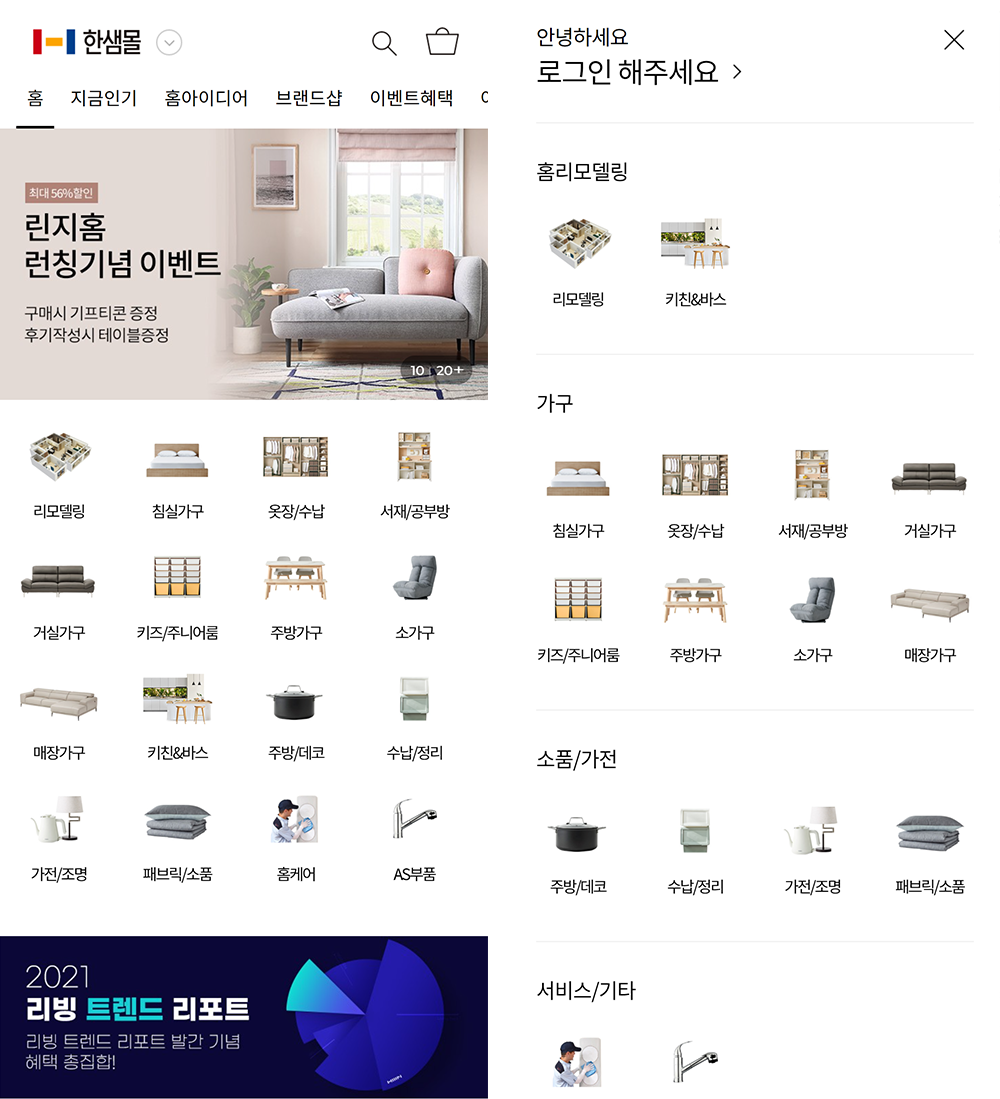 한샘몰
홈 지금인기 홈아이디어 브랜드샵 이벤트혜택
최대 56%할인
린지홈
런칭기념 이벤트
구매시 기프티콘 증정
후기작성시 테이블증정
10 20+
리모델링 침실가구 옷장/수납 서재/공부방
거실가구 키즈/주니어룸 주방가구 소가구
매장가구 키친&바스 주방/데코 수납/정리
가전/조명 패브릭/소품 홈케어 AS부품
2021
리빙 트렌드 리포트
리빙 트렌드 리포트 발간 기념
혜택 총집합!
안녕하세요
로그인 해주세요 >
홈리모델링
리모델링 키친&바스
가구
침실가구 옷장/수납 서재/공부방 거실가구
키즈/주니어룸 주방가구 소가구 매장가구
소품/가전
주방/데코 수납/정리 가전/조명 패브릭/소품
서비스/기타